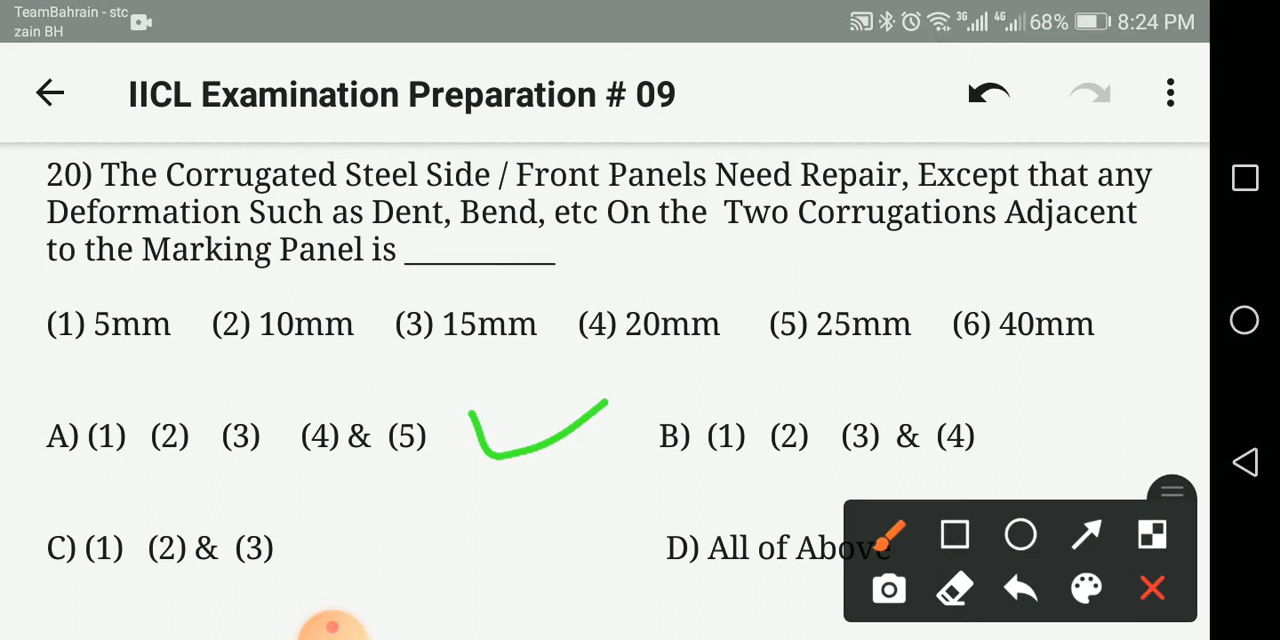 TeamBahrain - stc
zain BH
3G 4G 68% 8:24 PM
IICL Examination Preparation # 09
20) The Corrugated Steel Side / Front Panels Need Repair, Except that any
Deformation Such as Dent, Bend, etc On the Two Corrugations Adjacent
to the Marking Panel is __________
(1) 5mm (2) 10mm (3) 15mm (4) 20mm (5) 25mm (6) 40mm
A) (1) (2) (3) (4) & (5) B) (1) (2) (3) & (4)
C) (1) (2) & (3) D) All of Above